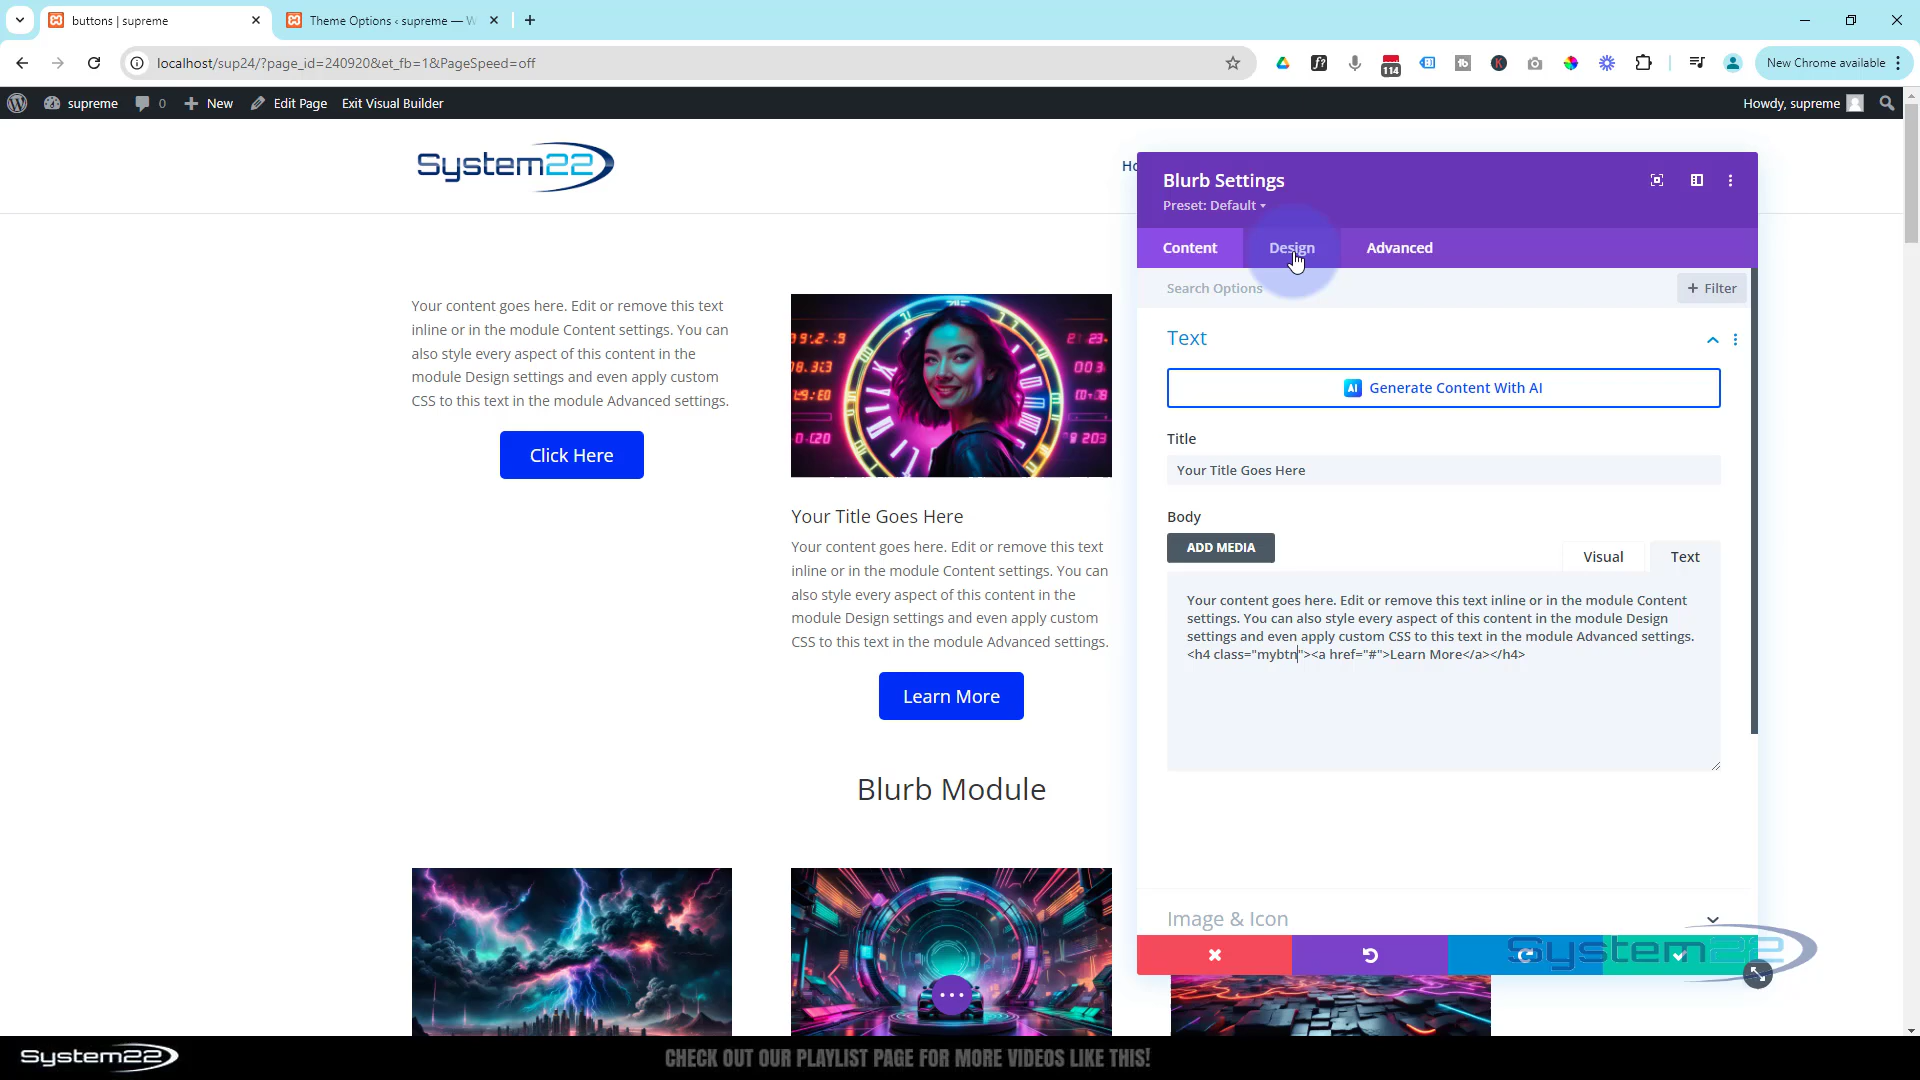 buttons | supreme
Theme Options ‹ supreme — W
localhost/sup24/?page_id=240920&et_fb=1&PageSpeed=off
114
New Chrome available
supreme
0
New
Edit Page
Exit Visual Builder
Howdy, supreme
System22
Ho
Your content goes here. Edit or remove this text
inline or in the module Content settings. You can
also style every aspect of this content in the
module Design settings and even apply custom
CSS to this text in the module Advanced settings.
Click Here
Your Title Goes Here
Your content goes here. Edit or remove this text
inline or in the module Content settings. You can
also style every aspect of this content in the
module Design settings and even apply custom
CSS to this text in the module Advanced settings.
Learn More
Blurb Module
Blurb Settings
Preset: Default
Content
Design
Advanced
Search Options
+ Filter
Text
AI Generate Content With AI
Title
Your Title Goes Here
Body
ADD MEDIA
Visual
Text
Your content goes here. Edit or remove this text inline or in the module Content
settings. You can also style every aspect of this content in the module Design
settings and even apply custom CSS to this text in the module Advanced settings.
<h4 class="mybtn"><a href="#">Learn More</a></h4>
Image & Icon
System22
System22
CHECK OUT OUR PLAYLIST PAGE FOR MORE VIDEOS LIKE THIS!